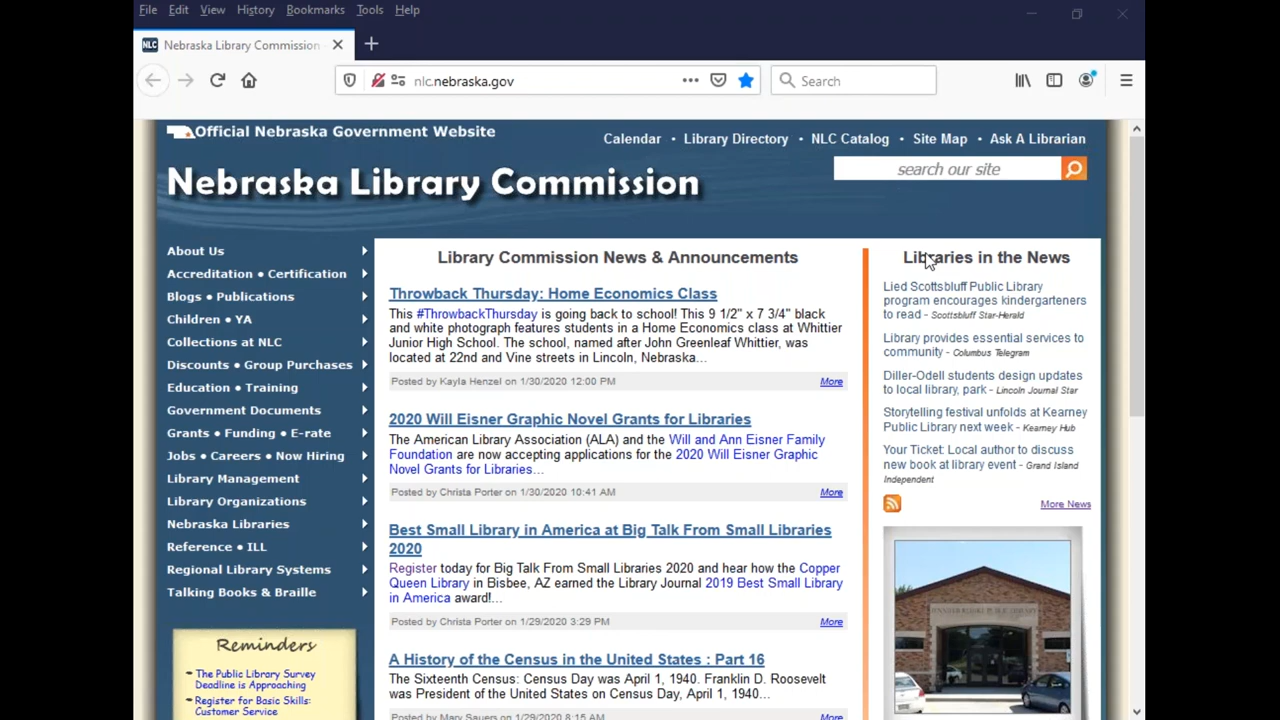 File Edit View History Bookmarks Tools Help
NLC Nebraska Library Commission
nlc.nebraska.gov
Search
Official Nebraska Government Website
Calendar • Library Directory • NLC Catalog • Site Map • Ask A Librarian
search our site
Nebraska Library Commission
About Us
Accreditation • Certification
Blogs • Publications
Children • YA
Collections at NLC
Discounts • Group Purchases
Education • Training
Government Documents
Grants • Funding • E-rate
Jobs • Careers • Now Hiring
Library Management
Library Organizations
Nebraska Libraries
Reference • ILL
Regional Library Systems
Talking Books & Braille
Reminders
The Public Library Survey
Deadline is Approaching
Register for Basic Skills:
Customer Service
Library Commission News & Announcements
Throwback Thursday: Home Economics Class
This #ThrowbackThursday is going back to school! This 9 1/2" x 7 3/4" black
and white photograph features students in a Home Economics class at Whittier
Junior High School. The school, named after John Greenleaf Whittier, was
located at 22nd and Vine streets in Lincoln, Nebraska...
Posted by Kayla Henzel on 1/30/2020 12:00 PM More
2020 Will Eisner Graphic Novel Grants for Libraries
The American Library Association (ALA) and the Will and Ann Eisner Family
Foundation are now accepting applications for the 2020 Will Eisner Graphic
Novel Grants for Libraries...
Posted by Christa Porter on 1/30/2020 10:41 AM More
Best Small Library in America at Big Talk From Small Libraries
2020
Register today for Big Talk From Small Libraries 2020 and hear how the Copper
Queen Library in Bisbee, AZ earned the Library Journal 2019 Best Small Library
in America award!...
Posted by Christa Porter on 1/29/2020 3:29 PM More
A History of the Census in the United States : Part 16
The Sixteenth Census: Census Day was April 1, 1940. Franklin D. Roosevelt
was President of the United States on Census Day, April 1, 1940...
Posted by Mary Sauers on 1/29/2020 8:15 AM More
Libraries in the News
Lied Scottsbluff Public Library
program encourages kindergarteners
to read - Scottsbluff Star-Herald
Library provides essential services to
community - Columbus Telegram
Diller-Odell students design updates
to local library, park - Lincoln Journal Star
Storytelling festival unfolds at Kearney
Public Library next week - Kearney Hub
Your Ticket: Local author to discuss
new book at library event - Grand Island
Independent
More News